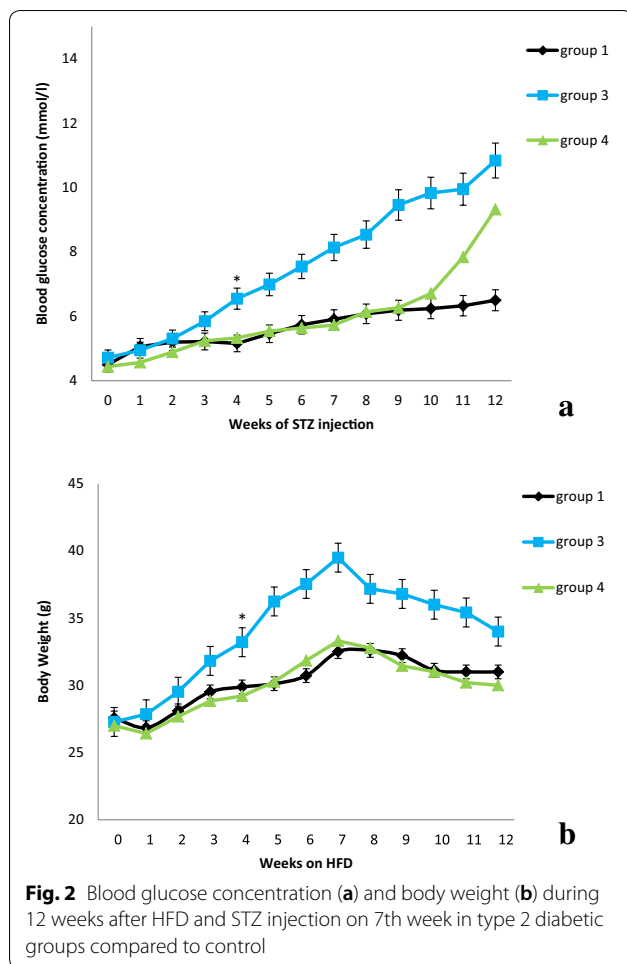 14
12
10
8
6
4
Blood glucose concentration (mmol/l)
*
0 1 2 3 4 5 6 7 8 9 10 11 12
Weeks of STZ injection
group 1
group 3
group 4
a
45
40
35
30
25
20
Body Weight (g)
*
0 1 2 3 4 5 6 7 8 9 10 11 12
Weeks on HFD
group 1
group 3
group 4
b
Fig. 2 Blood glucose concentration (a) and body weight (b) during
12 weeks after HFD and STZ injection on 7th week in type 2 diabetic
groups compared to control